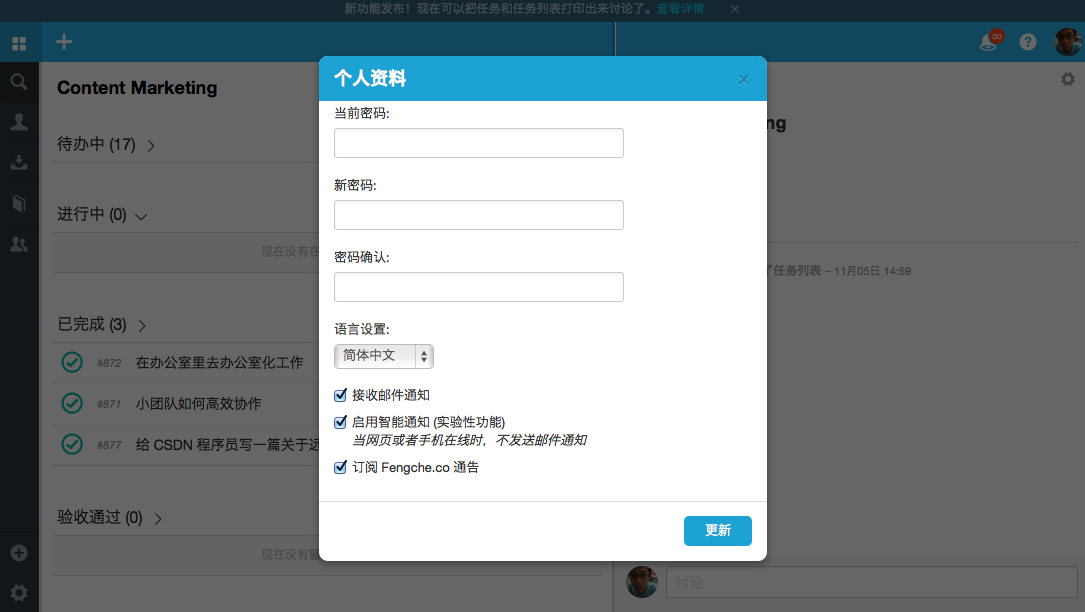 新功能发布！现在可以把任务和任务列表打印出来讨论了。查看详情 ×
∞
?
Content Marketing
待办中 (17)
进行中 (0)
现在没有在
已完成 (3)
#872 在办公室里去办公室化工作
#871 小团队如何高效协作
#877 给 CSDN 程序员写一篇关于远
验收通过 (0)
现在没有
个人资料 ×
当前密码:
新密码:
密码确认:
语言设置:
简体中文
接收邮件通知
启用智能通知 (实验性功能)
当网页或者手机在线时，不发送邮件通知
订阅 Fengche.co 通告
更新
ng
了任务列表 – 11月05日 14:59
讨论